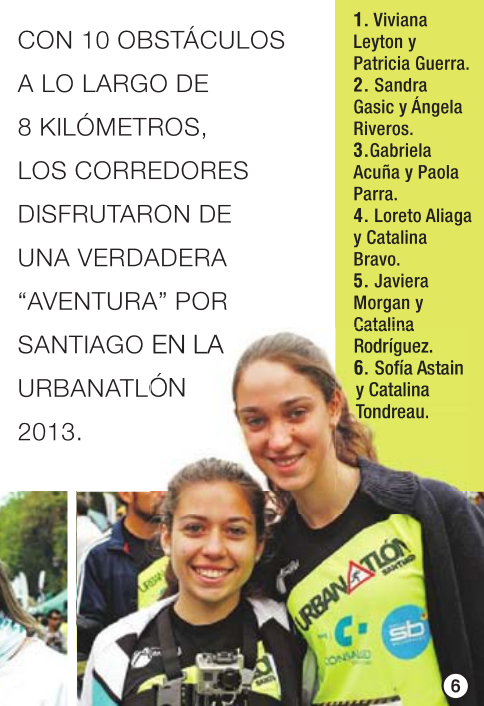 CON 10 OBSTÁCULOS
A LO LARGO DE
8 KILÓMETROS,
LOS CORREDORES
DISFRUTARON DE
UNA VERDADERA
“AVENTURA” POR
SANTIAGO EN LA
URBANATLÓN
2013.
1. Viviana
Leyton y
Patricia Guerra.
2. Sandra
Gasic y Ángela
Riveros.
3.Gabriela
Acuña y Paola
Parra.
4. Loreto Aliaga
y Catalina
Bravo.
5. Javiera
Morgan y
Catalina
Rodríguez.
6. Sofía Astain
y Catalina
Tondreau.
URBANATLÓN
SANTIAGO
CONSALUD
sb
6